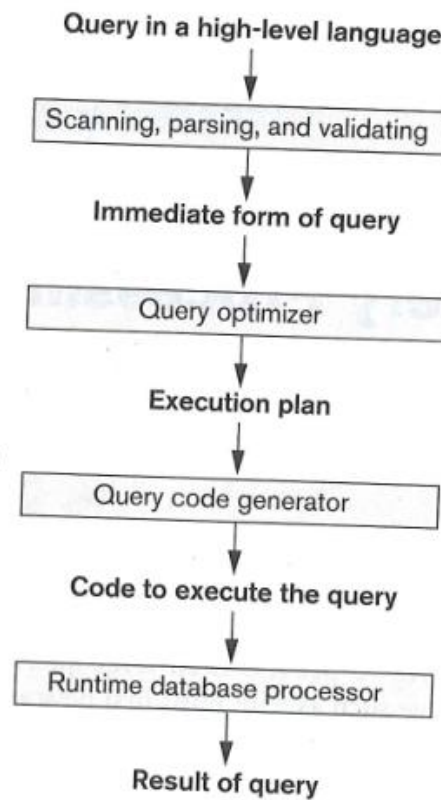 Query in a high-level language
Scanning, parsing, and validating
Immediate form of query
Query optimizer
Execution plan
Query code generator
Code to execute the query
Runtime database processor
Result of query